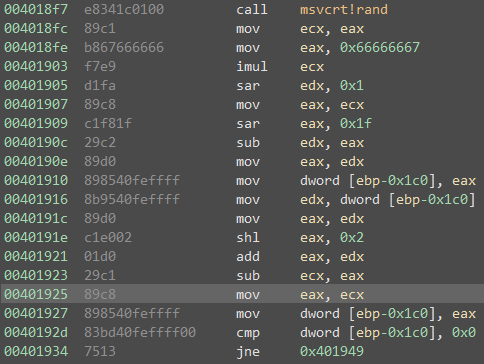 004018f7 e8341c0100 call msvcrt!rand
004018fc 89c1 mov ecx, eax
004018fe b867666666 mov eax, 0x66666667
00401903 f7e9 imul ecx
00401905 d1fa sar edx, 0x1
00401907 89c8 mov eax, ecx
00401909 c1f81f sar eax, 0x1f
0040190c 29c2 sub edx, eax
0040190e 89d0 mov eax, edx
00401910 898540feffff mov dword [ebp-0x1c0], eax
00401916 8b9540feffff mov edx, dword [ebp-0x1c0]
0040191c 89d0 mov eax, edx
0040191e c1e002 shl eax, 0x2
00401921 01d0 add eax, edx
00401923 29c1 sub ecx, eax
00401925 89c8 mov eax, ecx
00401927 898540feffff mov dword [ebp-0x1c0], eax
0040192d 83bd40feffff00 cmp dword [ebp-0x1c0], 0x0
00401934 7513 jne 0x401949